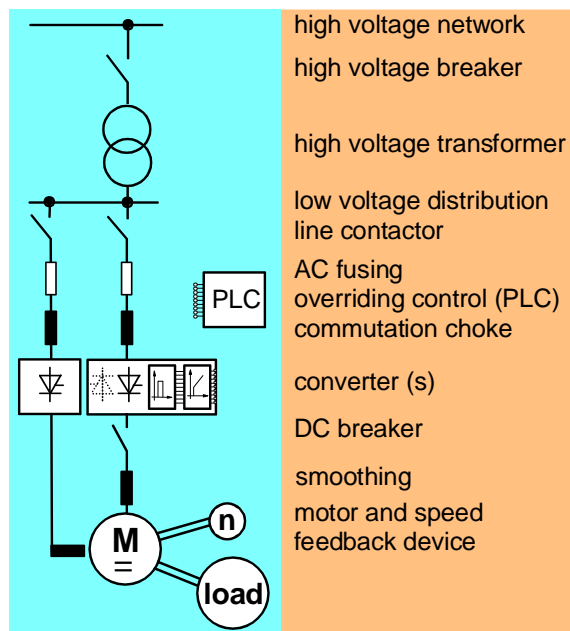 high voltage network
high voltage breaker
high voltage transformer
low voltage distribution
line contactor
AC fusing
PLC
overriding control (PLC)
commutation choke
converter (s)
DC breaker
smoothing
n
motor and speed
M
feedback device
load